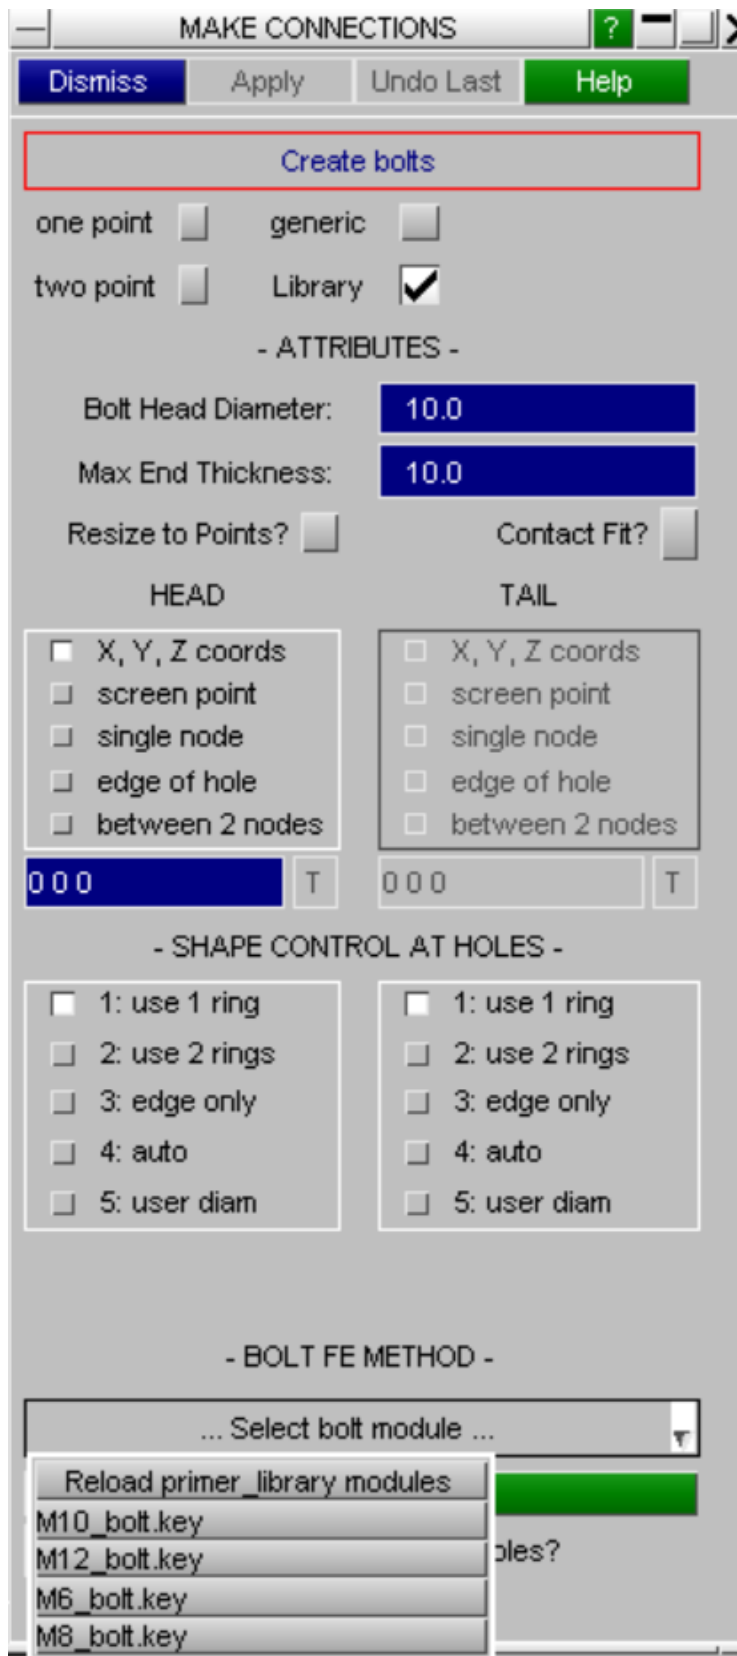 MAKE CONNECTIONS ?
Dismiss Apply Undo Last Help
Create bolts
one point generic
two point Library
- ATTRIBUTES -
Bolt Head Diameter: 10.0
Max End Thickness: 10.0
Resize to Points? Contact Fit?
HEAD TAIL
X, Y, Z coords X, Y, Z coords
screen point screen point
single node single node
edge of hole edge of hole
between 2 nodes between 2 nodes
0 0 0 T 0 0 0 T
- SHAPE CONTROL AT HOLES -
1: use 1 ring 1: use 1 ring
2: use 2 rings 2: use 2 rings
3: edge only 3: edge only
4: auto 4: auto
5: user diam 5: user diam
- BOLT FE METHOD -
... Select bolt module ...
Reload primer_library modules
M10_bolt.key
M12_bolt.key
M6_bolt.key
M8_bolt.key